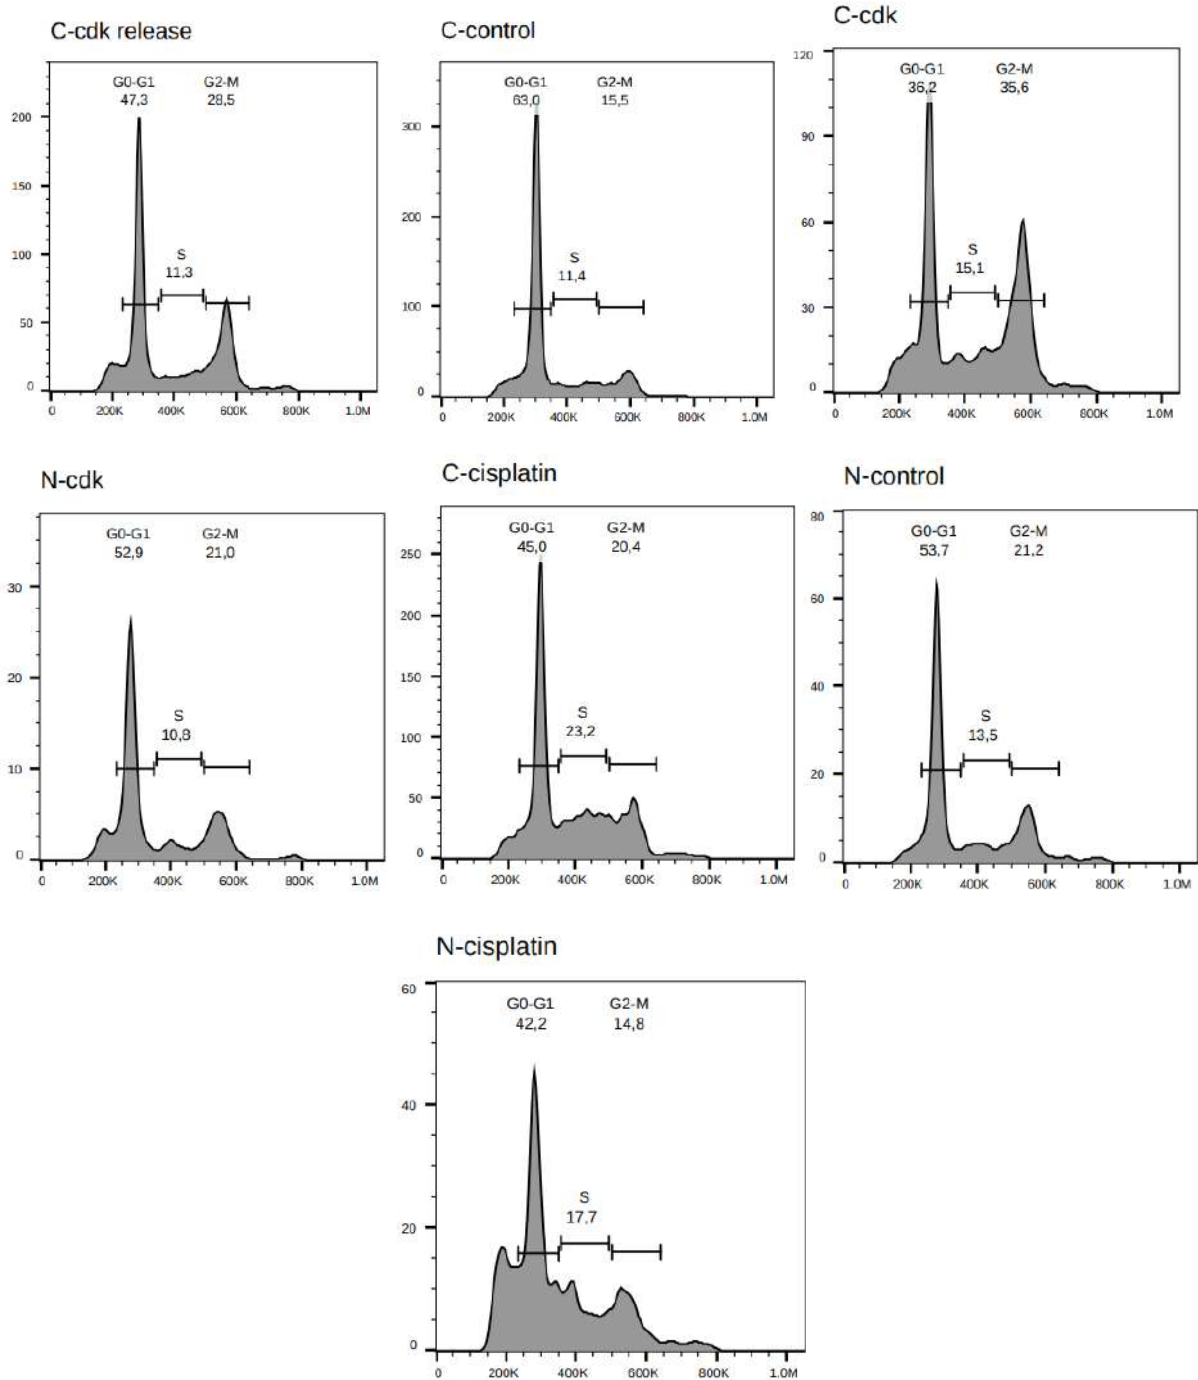 C-cdk release
G0-G1 G2-M
47,3 28,5
200
150
S
11,3
100
50
0
0 200K 400K 600K 800K 1.0M
C-control
G0-G1 G2-M
63,0 15,5
300
200
S
11,4
100
0
0 200K 400K 600K 800K 1.0M
C-cdk
120
G0-G1 G2-M
36,2 35,6
90
60
S
15,1
30
0
0 200K 400K 600K 800K 1.0M
N-cdk
G0-G1 G2-M
52,9 21,0
30
20
S
10,8
10
0
0 200K 400K 600K 800K 1.0M
C-cisplatin
G0-G1 G2-M
45,0 20,4
250
200
150
S
23,2
100
50
0
0 200K 400K 600K 800K 1.0M
N-control
80
G0-G1 G2-M
53,7 21,2
60
40
S
13,5
20
0
0 200K 400K 600K 800K 1.0M
N-cisplatin
60
G0-G1 G2-M
42,2 14,8
40
S
17,7
20
0
0 200K 400K 600K 800K 1.0M